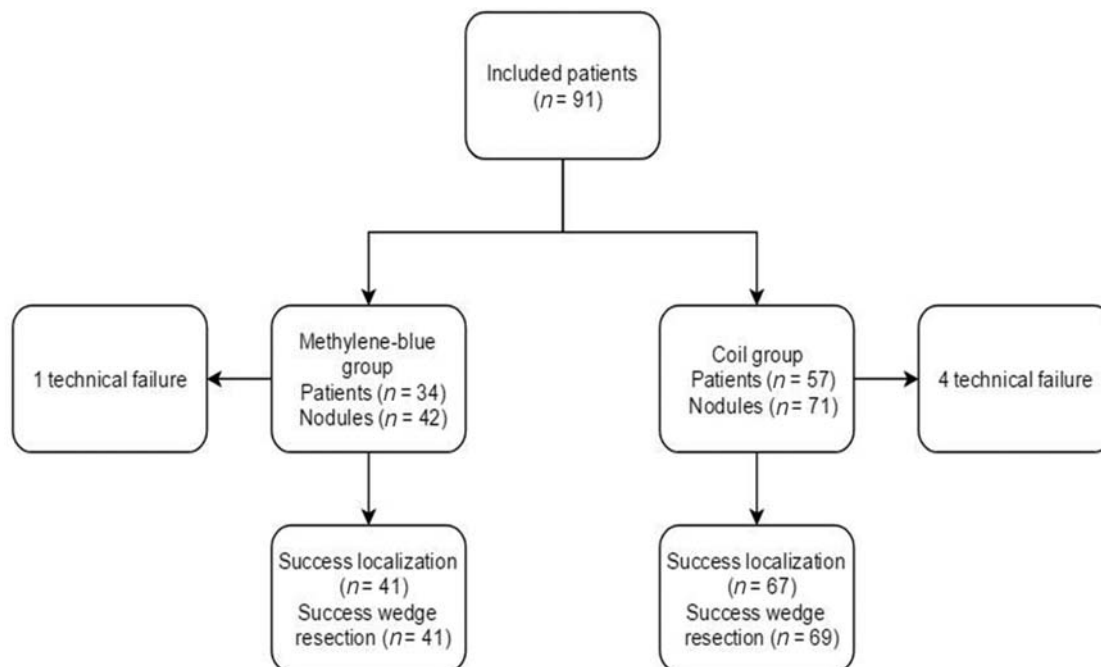 Included patients
(n = 91)
Methylene-blue
group
Patients (n = 34)
Nodules (n = 42)
1 technical failure
Coil group
Patients (n = 57)
Nodules (n = 71)
4 technical failure
Success localization
(n = 41)
Success wedge
resection (n = 41)
Success localization
(n = 67)
Success wedge
resection (n = 69)